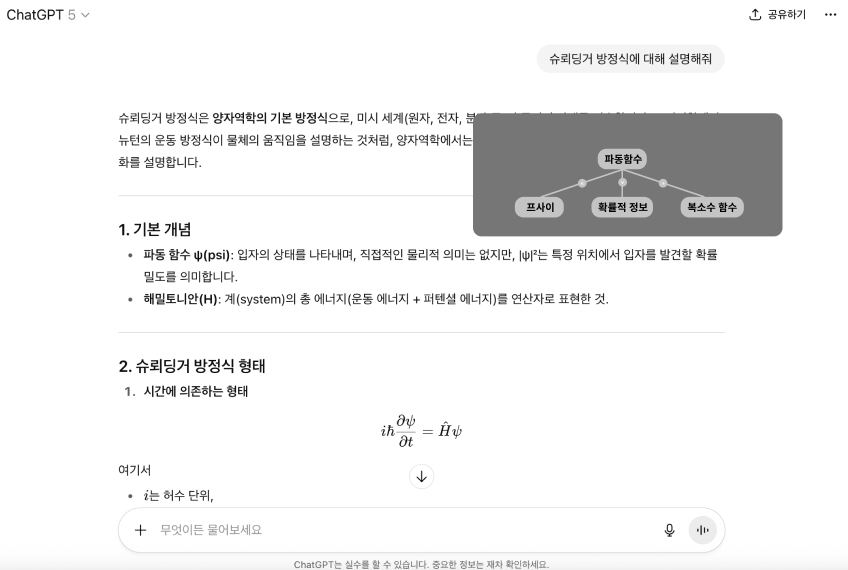 ChatGPT 5
공유하기
슈뢰딩거 방정식에 대해 설명해줘
슈뢰딩거 방정식은 양자역학의 기본 방정식으로, 미시 세계(원자, 전자,
뉴턴의 운동 방정식이 물체의 움직임을 설명하는 것처럼, 양자역학에서는
화를 설명합니다.
파동함수
프사이
확률적 정보
복소수 함수
1. 기본 개념
• 파동 함수 ψ(psi): 입자의 상태를 나타내며, 직접적인 물리적 의미는 없지만, |ψ|²는 특정 위치에서 입자를 발견할 확률
밀도를 의미합니다.
• 해밀토니안(H): 계(system)의 총 에너지(운동 에너지 + 퍼텐셜 에너지)를 연산자로 표현한 것.
2. 슈뢰딩거 방정식 형태
1. 시간에 의존하는 형태
iħ ∂ψ/∂t = Ĥψ
여기서
• i는 허수 단위,
무엇이든 물어보세요
ChatGPT는 실수를 할 수 있습니다. 중요한 정보는 재차 확인하세요.